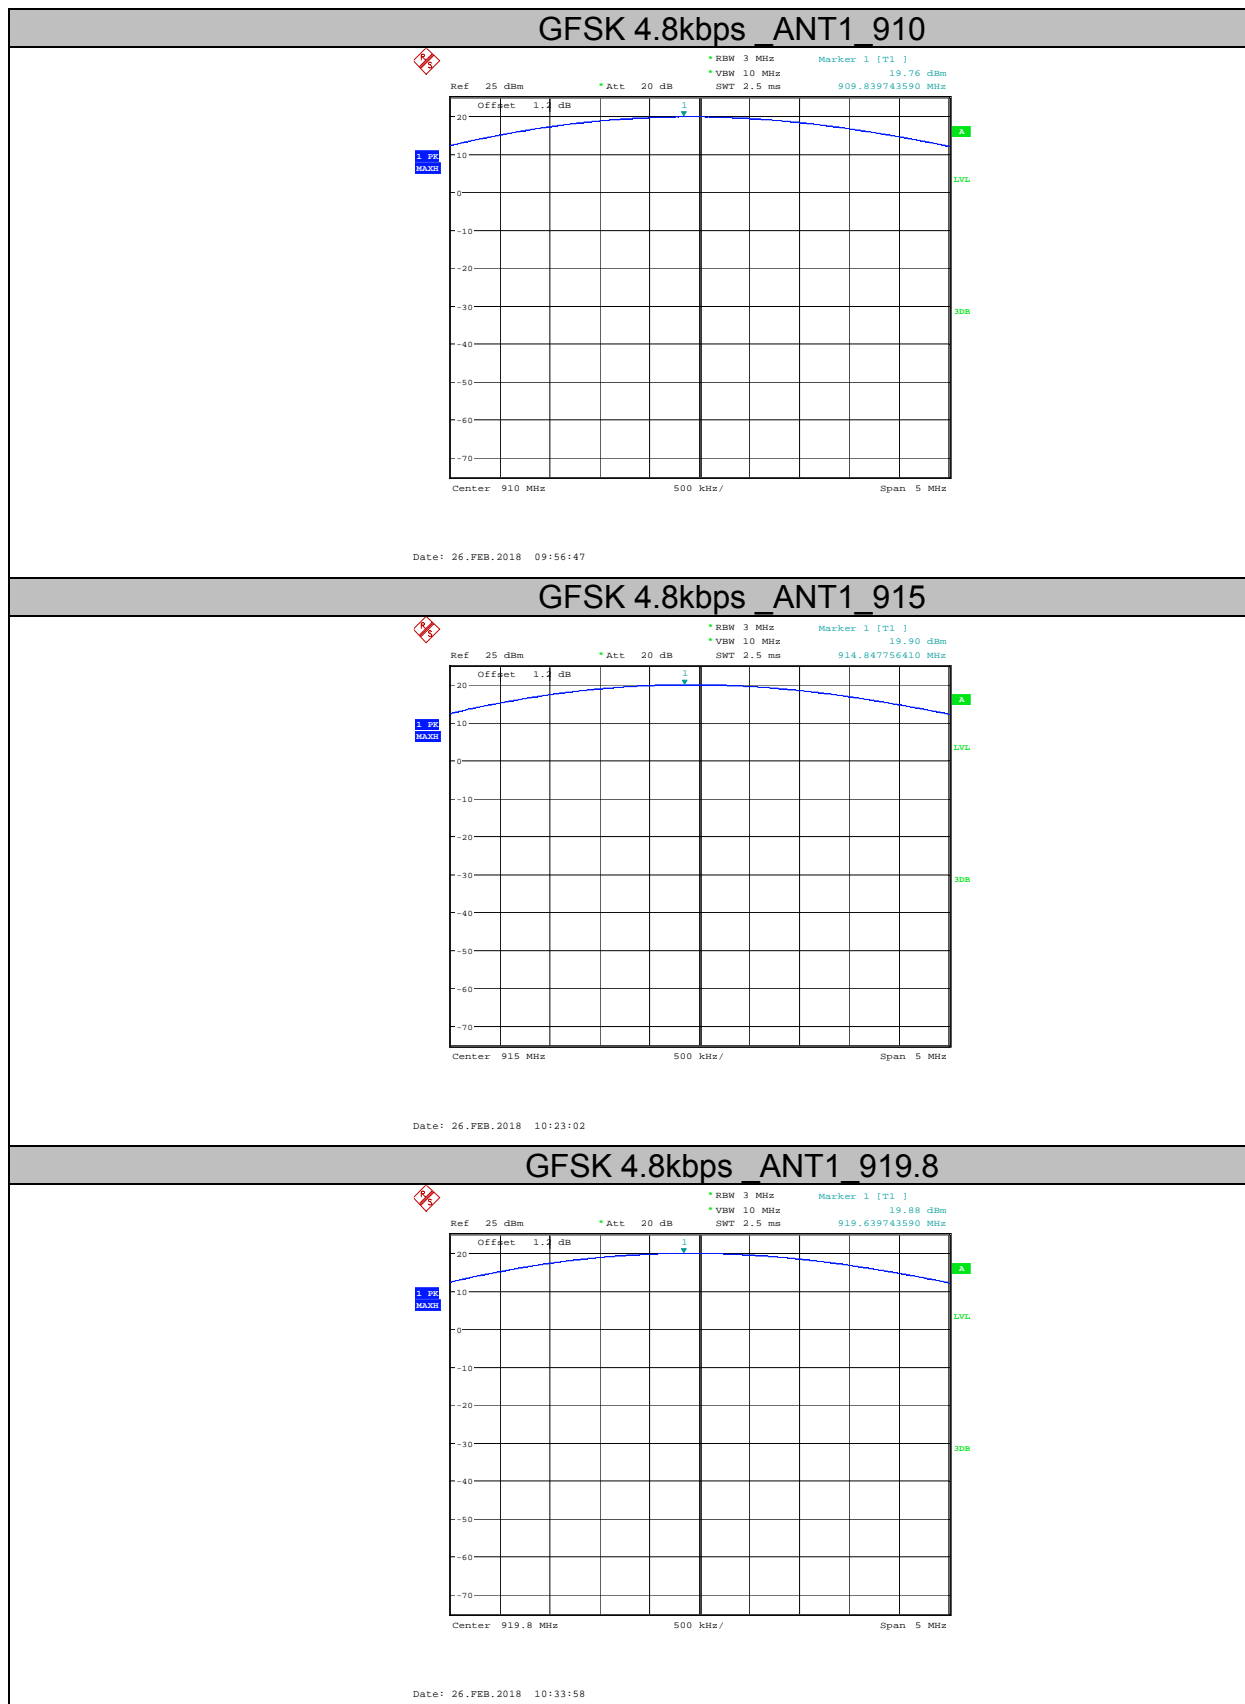 GFSK 4.8kbps _ANT1_910
R S
* RBW 3 MHz Marker 1 [T1 ]
* VBW 10 MHz 19.76 dBm
Ref 25 dBm * Att 20 dB SWT 2.5 ms 909.839743590 MHz
Offset 1.2 dB 1
20
A
1 PK
10
MAXH
LVL
0
-10
-20
-30
3DB
-40
-50
-60
-70
Center 910 MHz 500 kHz/ Span 5 MHz
Date: 26.FEB.2018 09:56:47
GFSK 4.8kbps _ANT1_915
R S
* RBW 3 MHz Marker 1 [T1 ]
* VBW 10 MHz 19.90 dBm
Ref 25 dBm * Att 20 dB SWT 2.5 ms 914.847756410 MHz
Offset 1.2 dB 1
20
A
1 PK
10
MAXH
LVL
0
-10
-20
-30
3DB
-40
-50
-60
-70
Center 915 MHz 500 kHz/ Span 5 MHz
Date: 26.FEB.2018 10:23:02
GFSK 4.8kbps _ANT1_919.8
R S
* RBW 3 MHz Marker 1 [T1 ]
* VBW 10 MHz 19.88 dBm
Ref 25 dBm * Att 20 dB SWT 2.5 ms 919.639743590 MHz
Offset 1.2 dB 1
20
A
1 PK
10
MAXH
LVL
0
-10
-20
-30
3DB
-40
-50
-60
-70
Center 919.8 MHz 500 kHz/ Span 5 MHz
Date: 26.FEB.2018 10:33:58